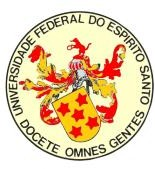 UNIVERSIDADE FEDERAL DO ESPÍRITO SANTO
DOCETE OMNES GENTES